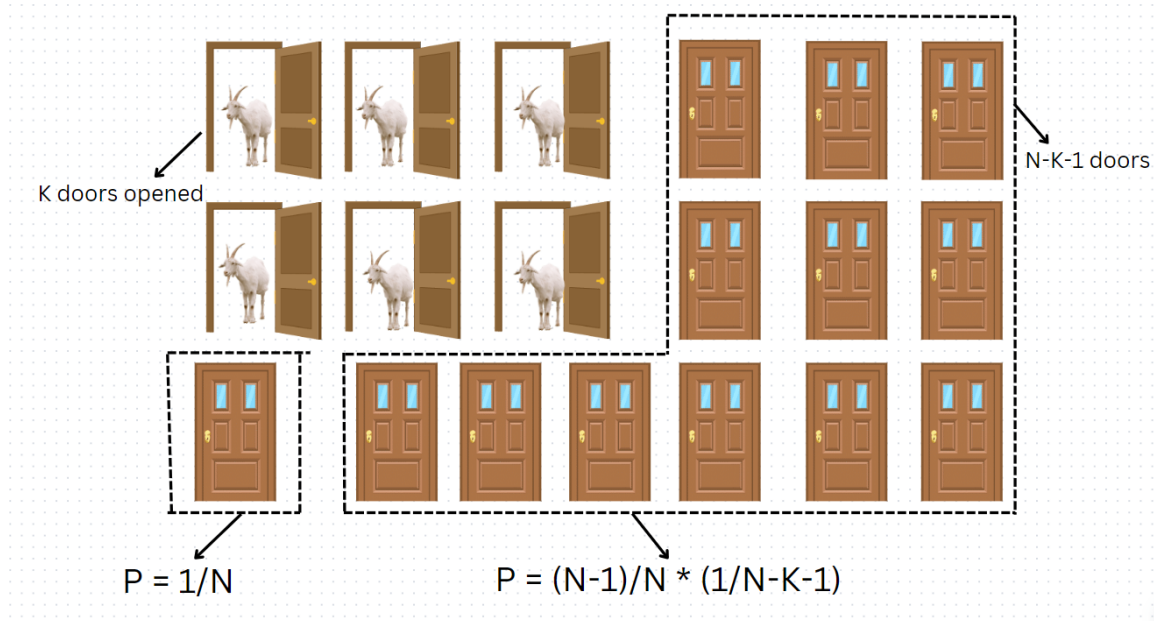 N-K-1 doors
K doors opened
P = 1/N
P = (N-1)/N * (1/N-K-1)